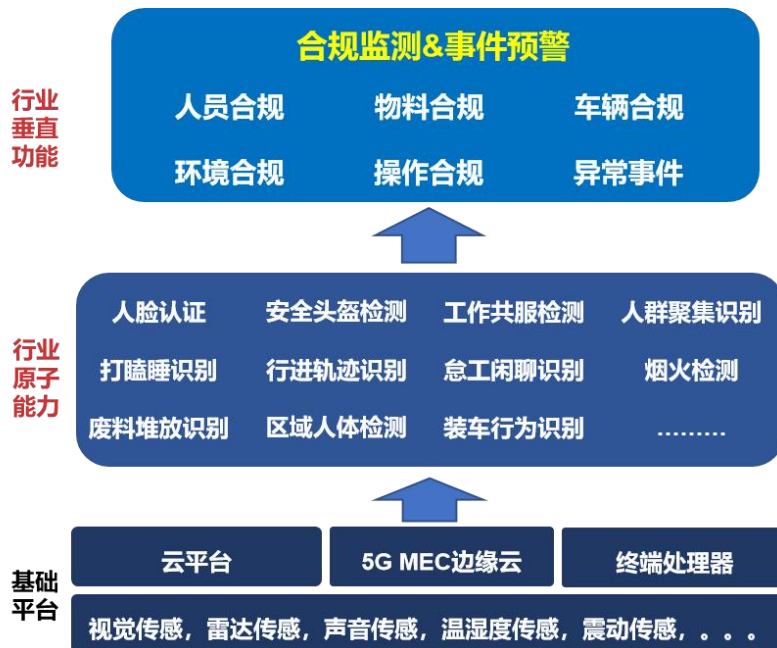 合规监测&事件预警
行业
垂直
功能
人员合规 物料合规 车辆合规
环境合规 操作合规 异常事件
行业
原子
能力
人脸认证 安全头盔检测 工作共服检测 人群聚集识别
打瞌睡识别 行进轨迹识别 怠工闲聊识别 烟火检测
废料堆放识别 区域人体检测 装车行为识别 .........
基础
平台
云平台 5G MEC边缘云 终端处理器
视觉传感，雷达传感，声音传感，温湿度传感，震动传感，。。。。